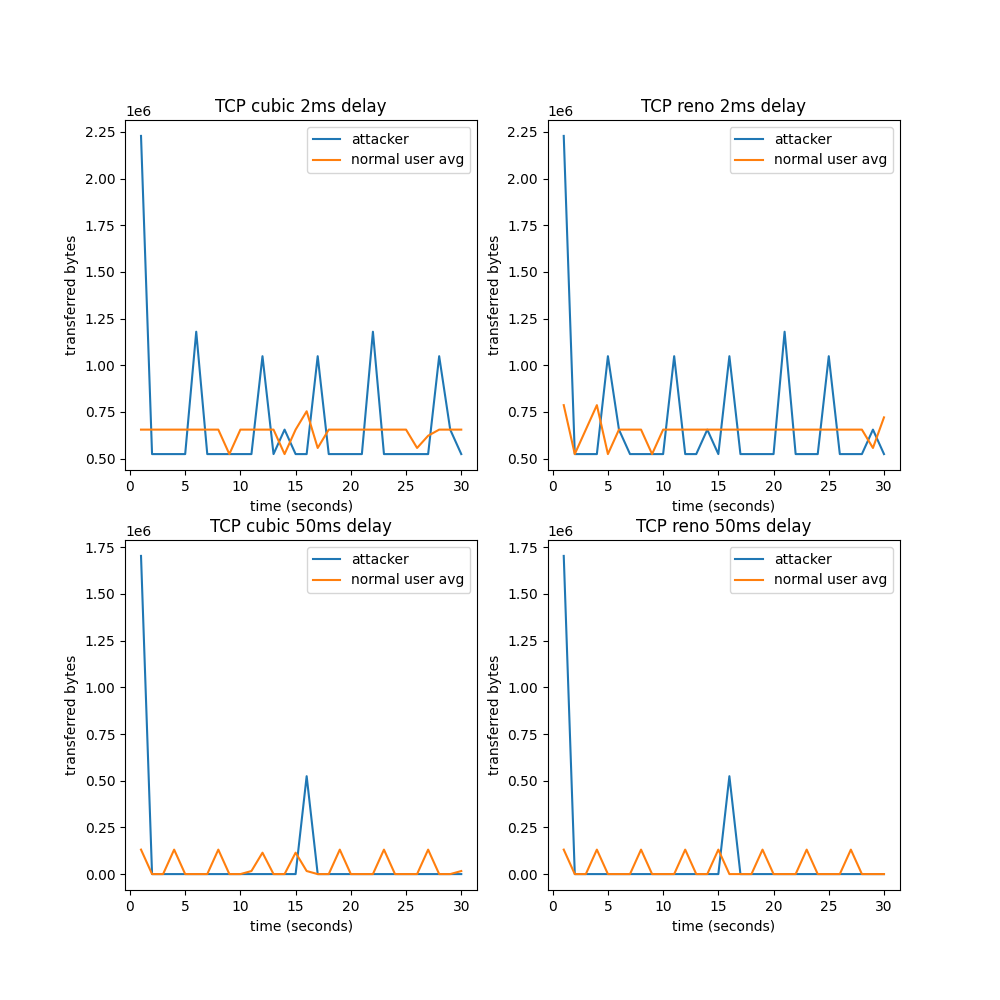 TCP cubic 2ms delay
1e6
attacker
normal user avg
2.25
2.00
1.75
1.50
1.25
1.00
0.75
0.50
transferred bytes
0 5 10 15 20 25 30
time (seconds)
TCP reno 2ms delay
1e6
attacker
normal user avg
2.25
2.00
1.75
1.50
1.25
1.00
0.75
0.50
transferred bytes
0 5 10 15 20 25 30
time (seconds)
TCP cubic 50ms delay
1e6
attacker
normal user avg
1.75
1.50
1.25
1.00
0.75
0.50
0.25
0.00
transferred bytes
0 5 10 15 20 25 30
time (seconds)
TCP reno 50ms delay
1e6
attacker
normal user avg
1.75
1.50
1.25
1.00
0.75
0.50
0.25
0.00
transferred bytes
0 5 10 15 20 25 30
time (seconds)